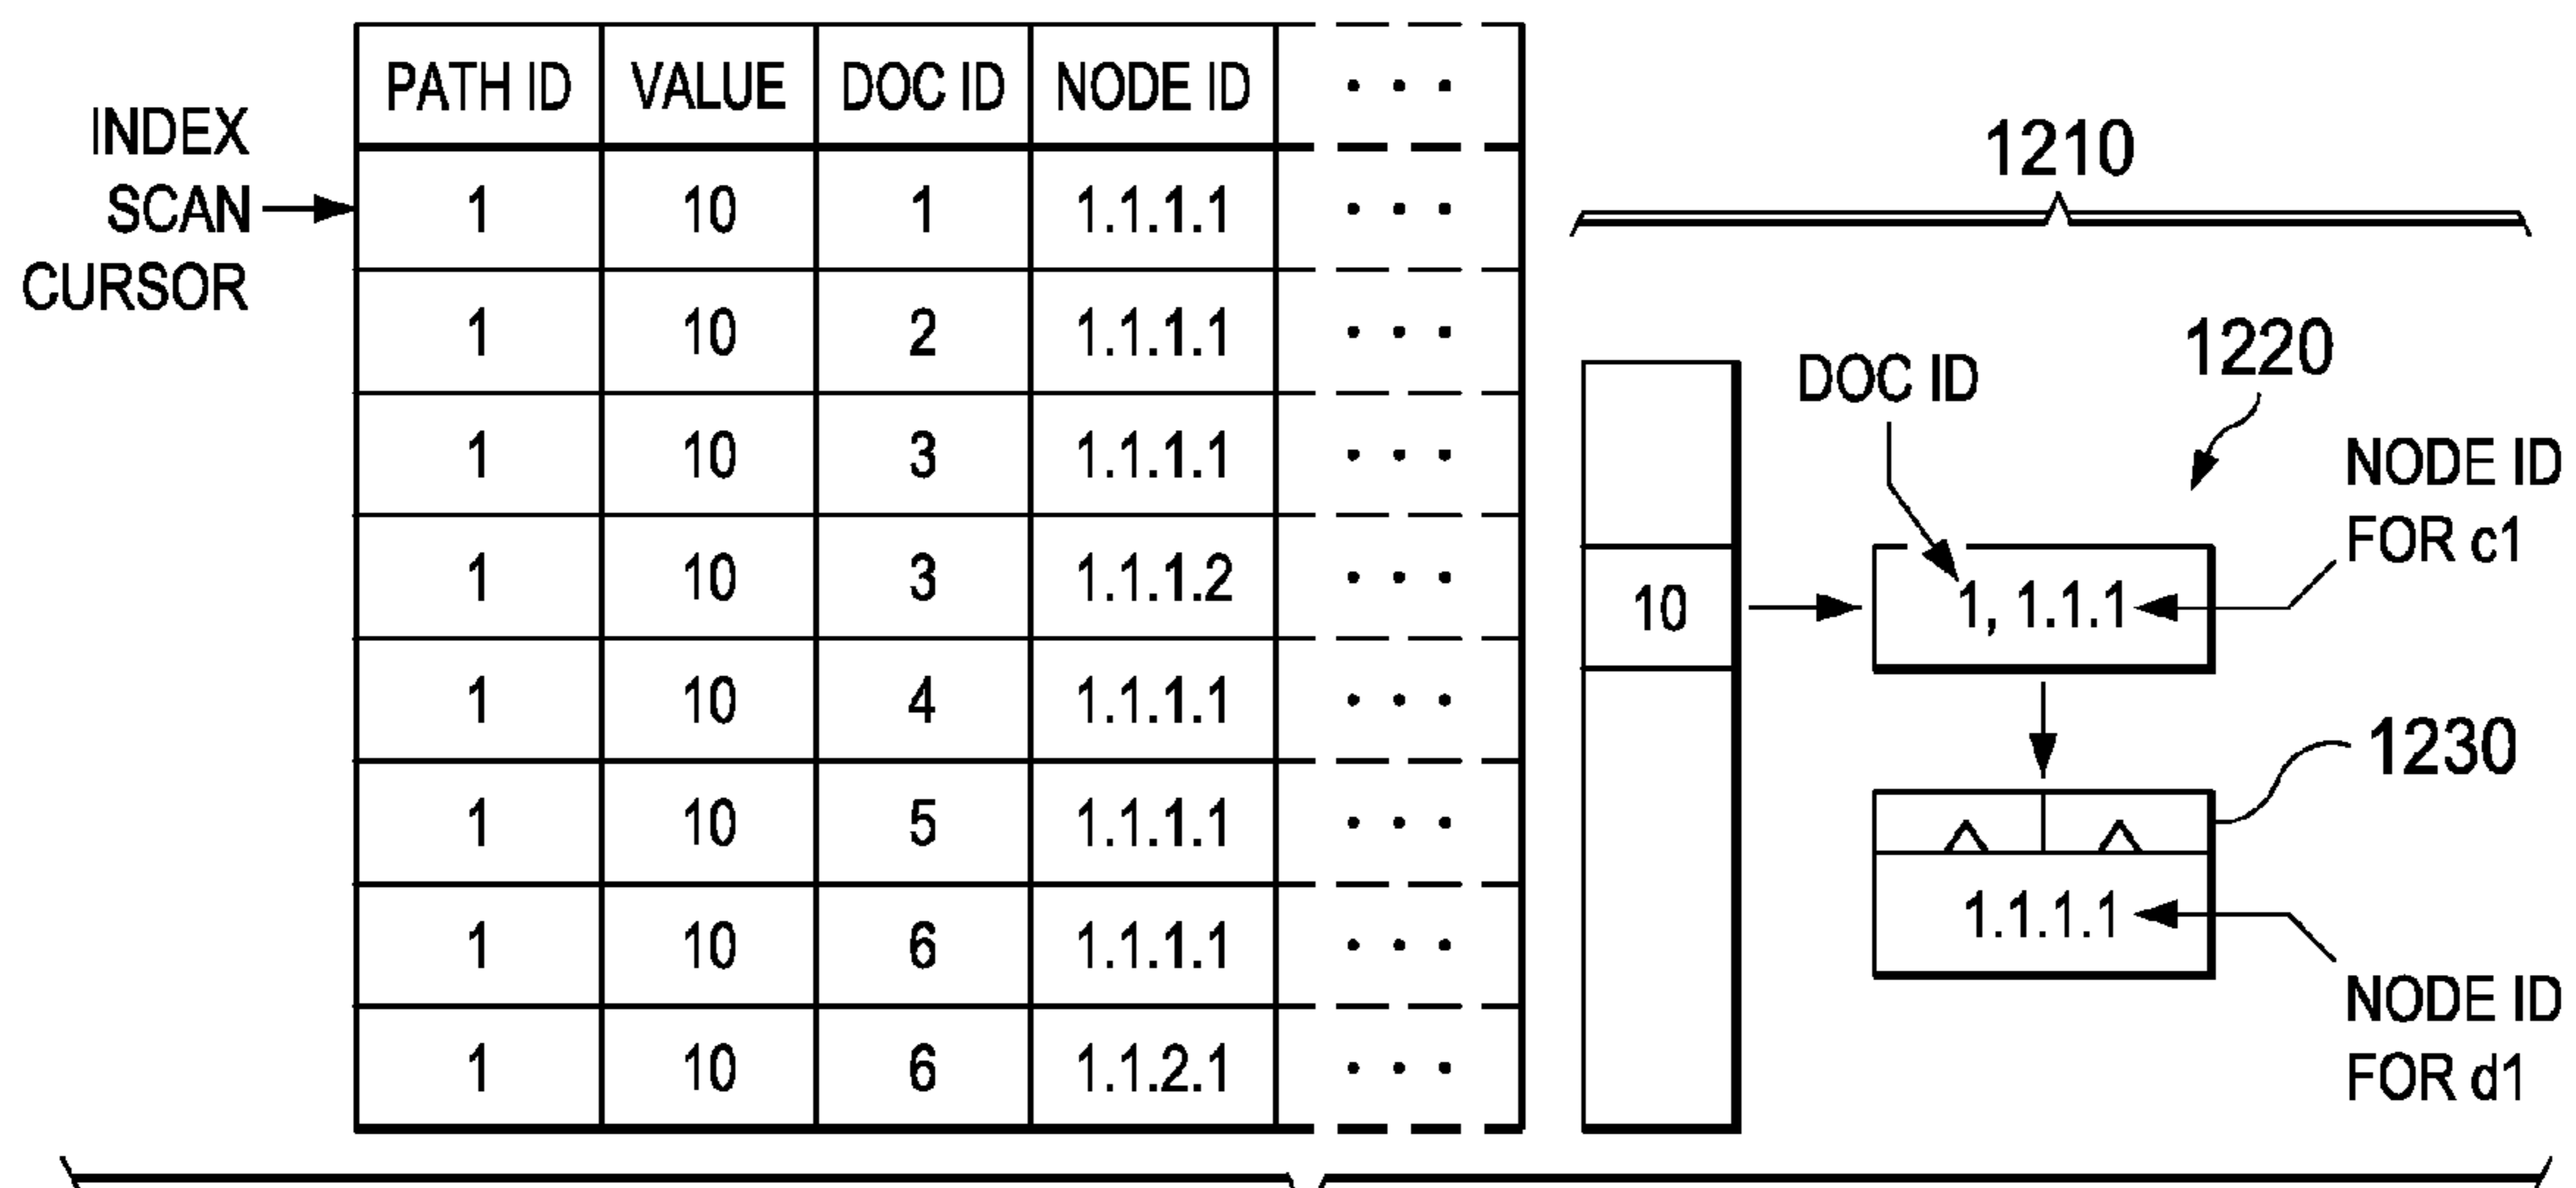 INDEX
SCAN
CURSOR
PATH ID VALUE DOC ID NODE ID . . .
1 10 1 1.1.1.1 . . .
1 10 2 1.1.1.1 . . .
1 10 3 1.1.1.1 . . .
1 10 3 1.1.1.2 . . .
1 10 4 1.1.1.1 . . .
1 10 5 1.1.1.1 . . .
1 10 6 1.1.1.1 . . .
1 10 6 1.1.2.1 . . .
1210
1220
DOC ID
NODE ID
FOR c1
10
1, 1.1.1
1230
1.1.1.1
NODE ID
FOR d1